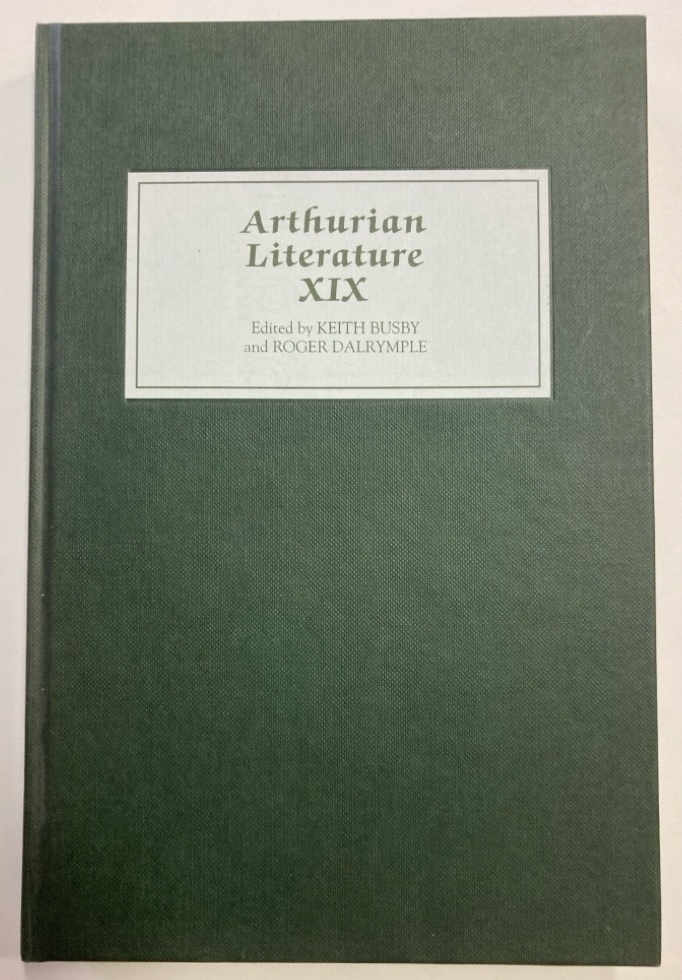 Arthurian
Literature
XIX
Edited by KEITH BUSBY
and ROGER DALRYMPLE